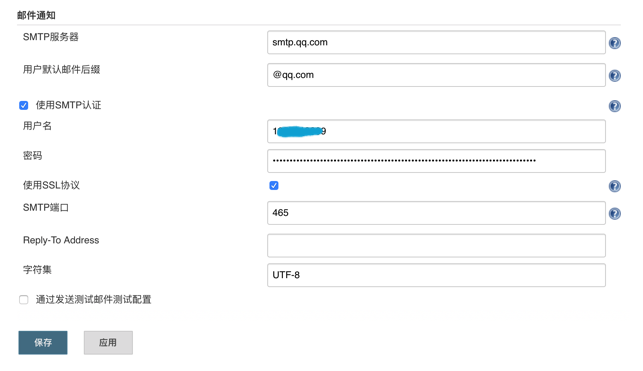 邮件通知
SMTP服务器
smtp.qq.com
用户默认邮件后缀
@qq.com
使用SMTP认证
用户名
密码
使用SSL协议
SMTP端口
465
Reply-To Address
字符集
UTF-8
通过发送测试邮件测试配置
保存
应用